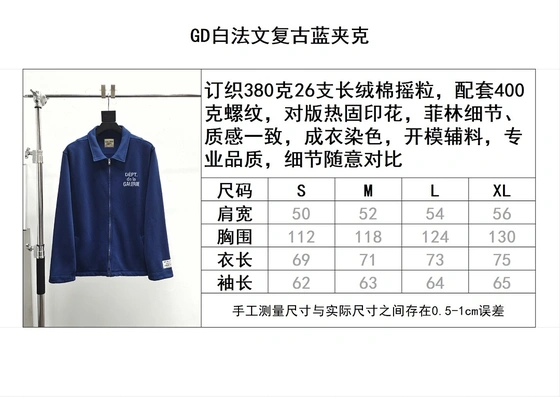 GD白法文复古蓝夹克
订织380克26支长绒棉摇粒，配套400
克螺纹，对版热固印花，菲林细节、
质感一致，成衣染色，开模辅料，专
业品质，细节随意对比
DEPT.
de la
GALERIE
尺码 S M L XL
肩宽 50 52 54 56
胸围 112 118 124 130
衣长 69 71 73 75
袖长 62 63 64 65
手工测量尺寸与实际尺寸之间存在0.5-1cm误差